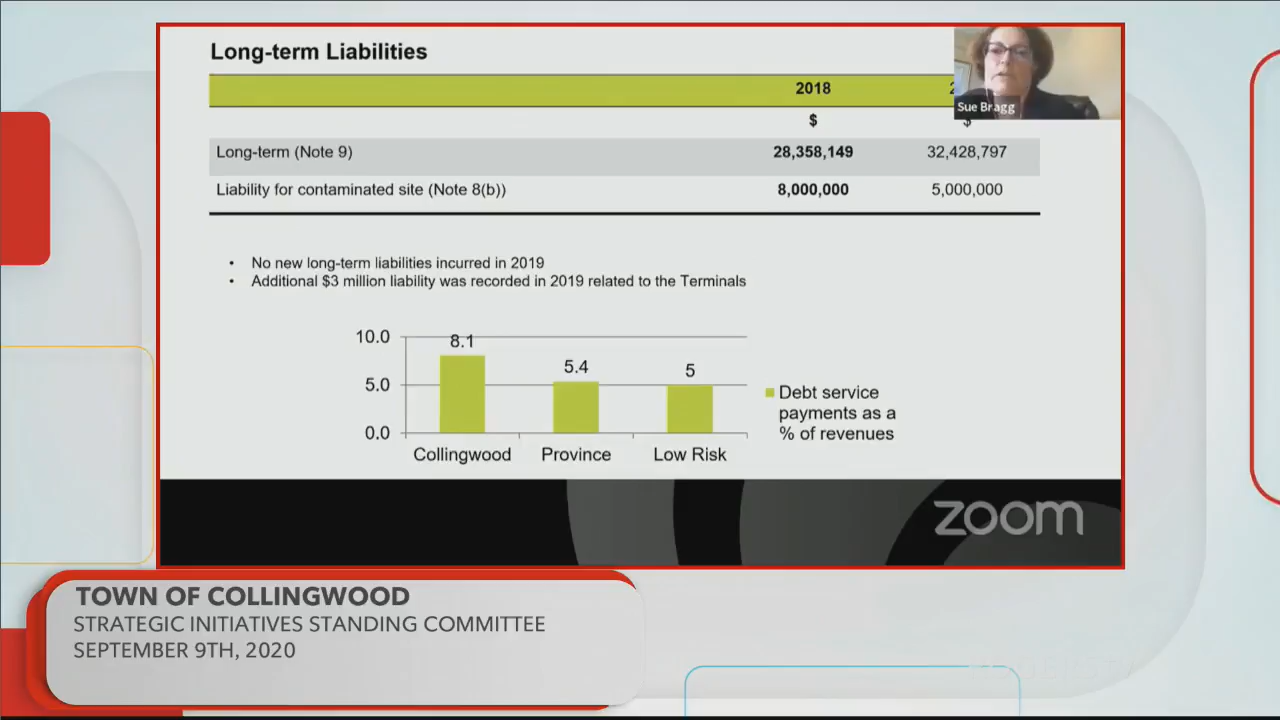 Long-term Liabilities
2018
$ $
Long-term (Note 9) 28,358,149 32,428,797
Liability for contaminated site (Note 8(b)) 8,000,000 5,000,000
Sue Bragg
• No new long-term liabilities incurred in 2019
• Additional $3 million liability was recorded in 2019 related to the Terminals
10.0
5.0
0.0
8.1
5.4
5
Collingwood Province Low Risk
Debt service
payments as a
% of revenues
zoom
TOWN OF COLLINGWOOD
STRATEGIC INITIATIVES STANDING COMMITTEE
SEPTEMBER 9TH, 2020